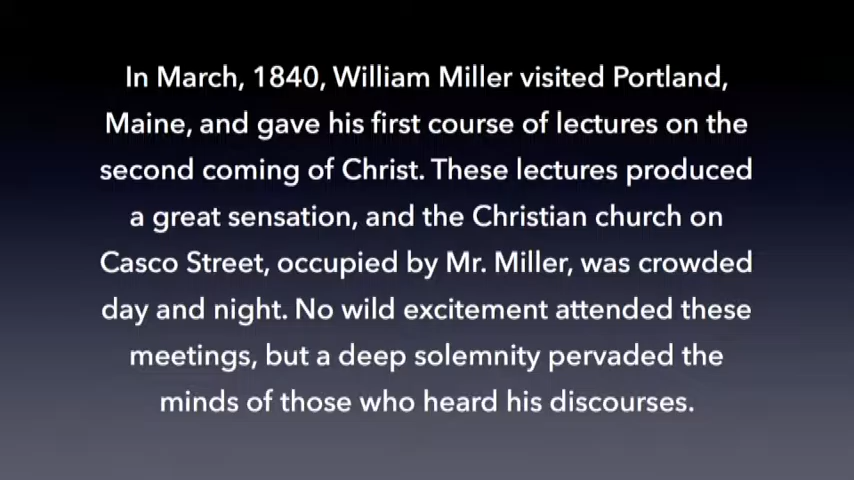 In March, 1840, William Miller visited Portland,
Maine, and gave his first course of lectures on the
second coming of Christ. These lectures produced
a great sensation, and the Christian church on
Casco Street, occupied by Mr. Miller, was crowded
day and night. No wild excitement attended these
meetings, but a deep solemnity pervaded the
minds of those who heard his discourses.